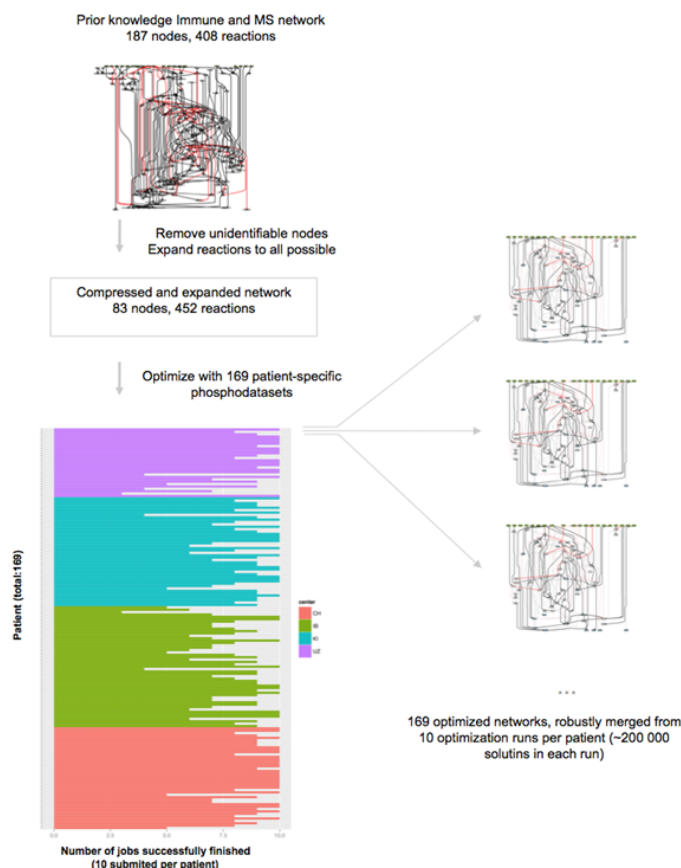 Prior knowledge Immune and MS network
187 nodes, 408 reactions
Remove unidentifiable nodes
Expand reactions to all possible
Compressed and expanded network
83 nodes, 452 reactions
Optimize with 169 patient-specific
phosphodatasets
Patient (total:169)
center
CH
IB
KI
UZ
0.0
2.5
5.0
7.5
10.0
Number of jobs successfully finished
(10 submited per patient)
...
169 optimized networks, robustly merged from
10 optimization runs per patient (~200 000
solutins in each run)